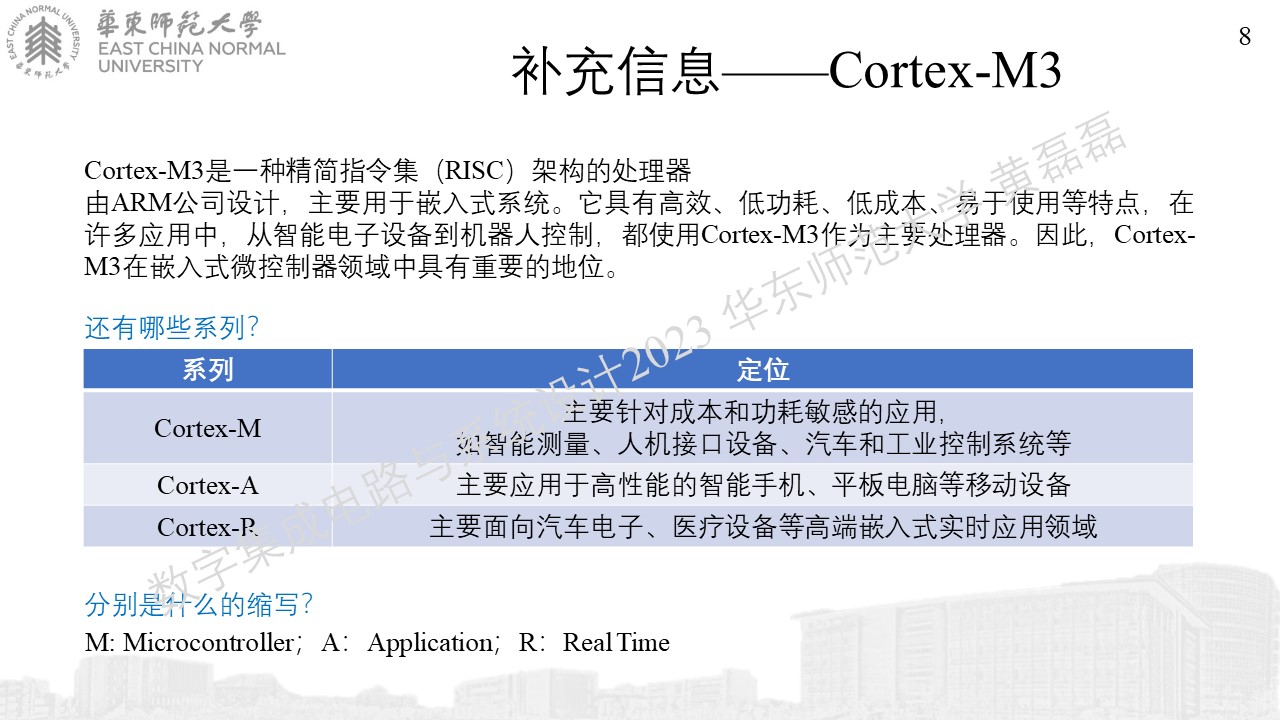 華東師範大學
EAST CHINA NORMAL
UNIVERSITY
EAST CHINA NORMAL UNIVERSITY
華東師範大學
8
补充信息——Cortex-M3
Cortex-M3是一种精简指令集（RISC）架构的处理器
由ARM公司设计，主要用于嵌入式系统。它具有高效、低功耗、低成本、易于使用等特点，在
许多应用中，从智能电子设备到机器人控制，都使用Cortex-M3作为主要处理器。因此，Cortex-
M3在嵌入式微控制器领域中具有重要的地位。
还有哪些系列？
系列 定位
Cortex-M 主要针对成本和功耗敏感的应用，
如智能测量、人机接口设备、汽车和工业控制系统等
Cortex-A 主要应用于高性能的智能手机、平板电脑等移动设备
Cortex-R 主要面向汽车电子、医疗设备等高端嵌入式实时应用领域
分别是什么的缩写？
M: Microcontroller；A：Application；R：Real Time
数字集成电路与系统设计2023 华东师范大学 黄磊磊